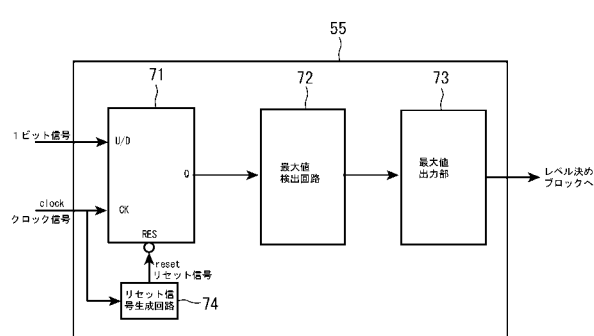 55
71
72
73
1ビット信号
U/D
Q
最大値
検出回路
最大値
出力部
レベル決め
ブロックへ
clock
クロック信号
CK
RES
reset
リセット信号
リセット信
号生成回路
74